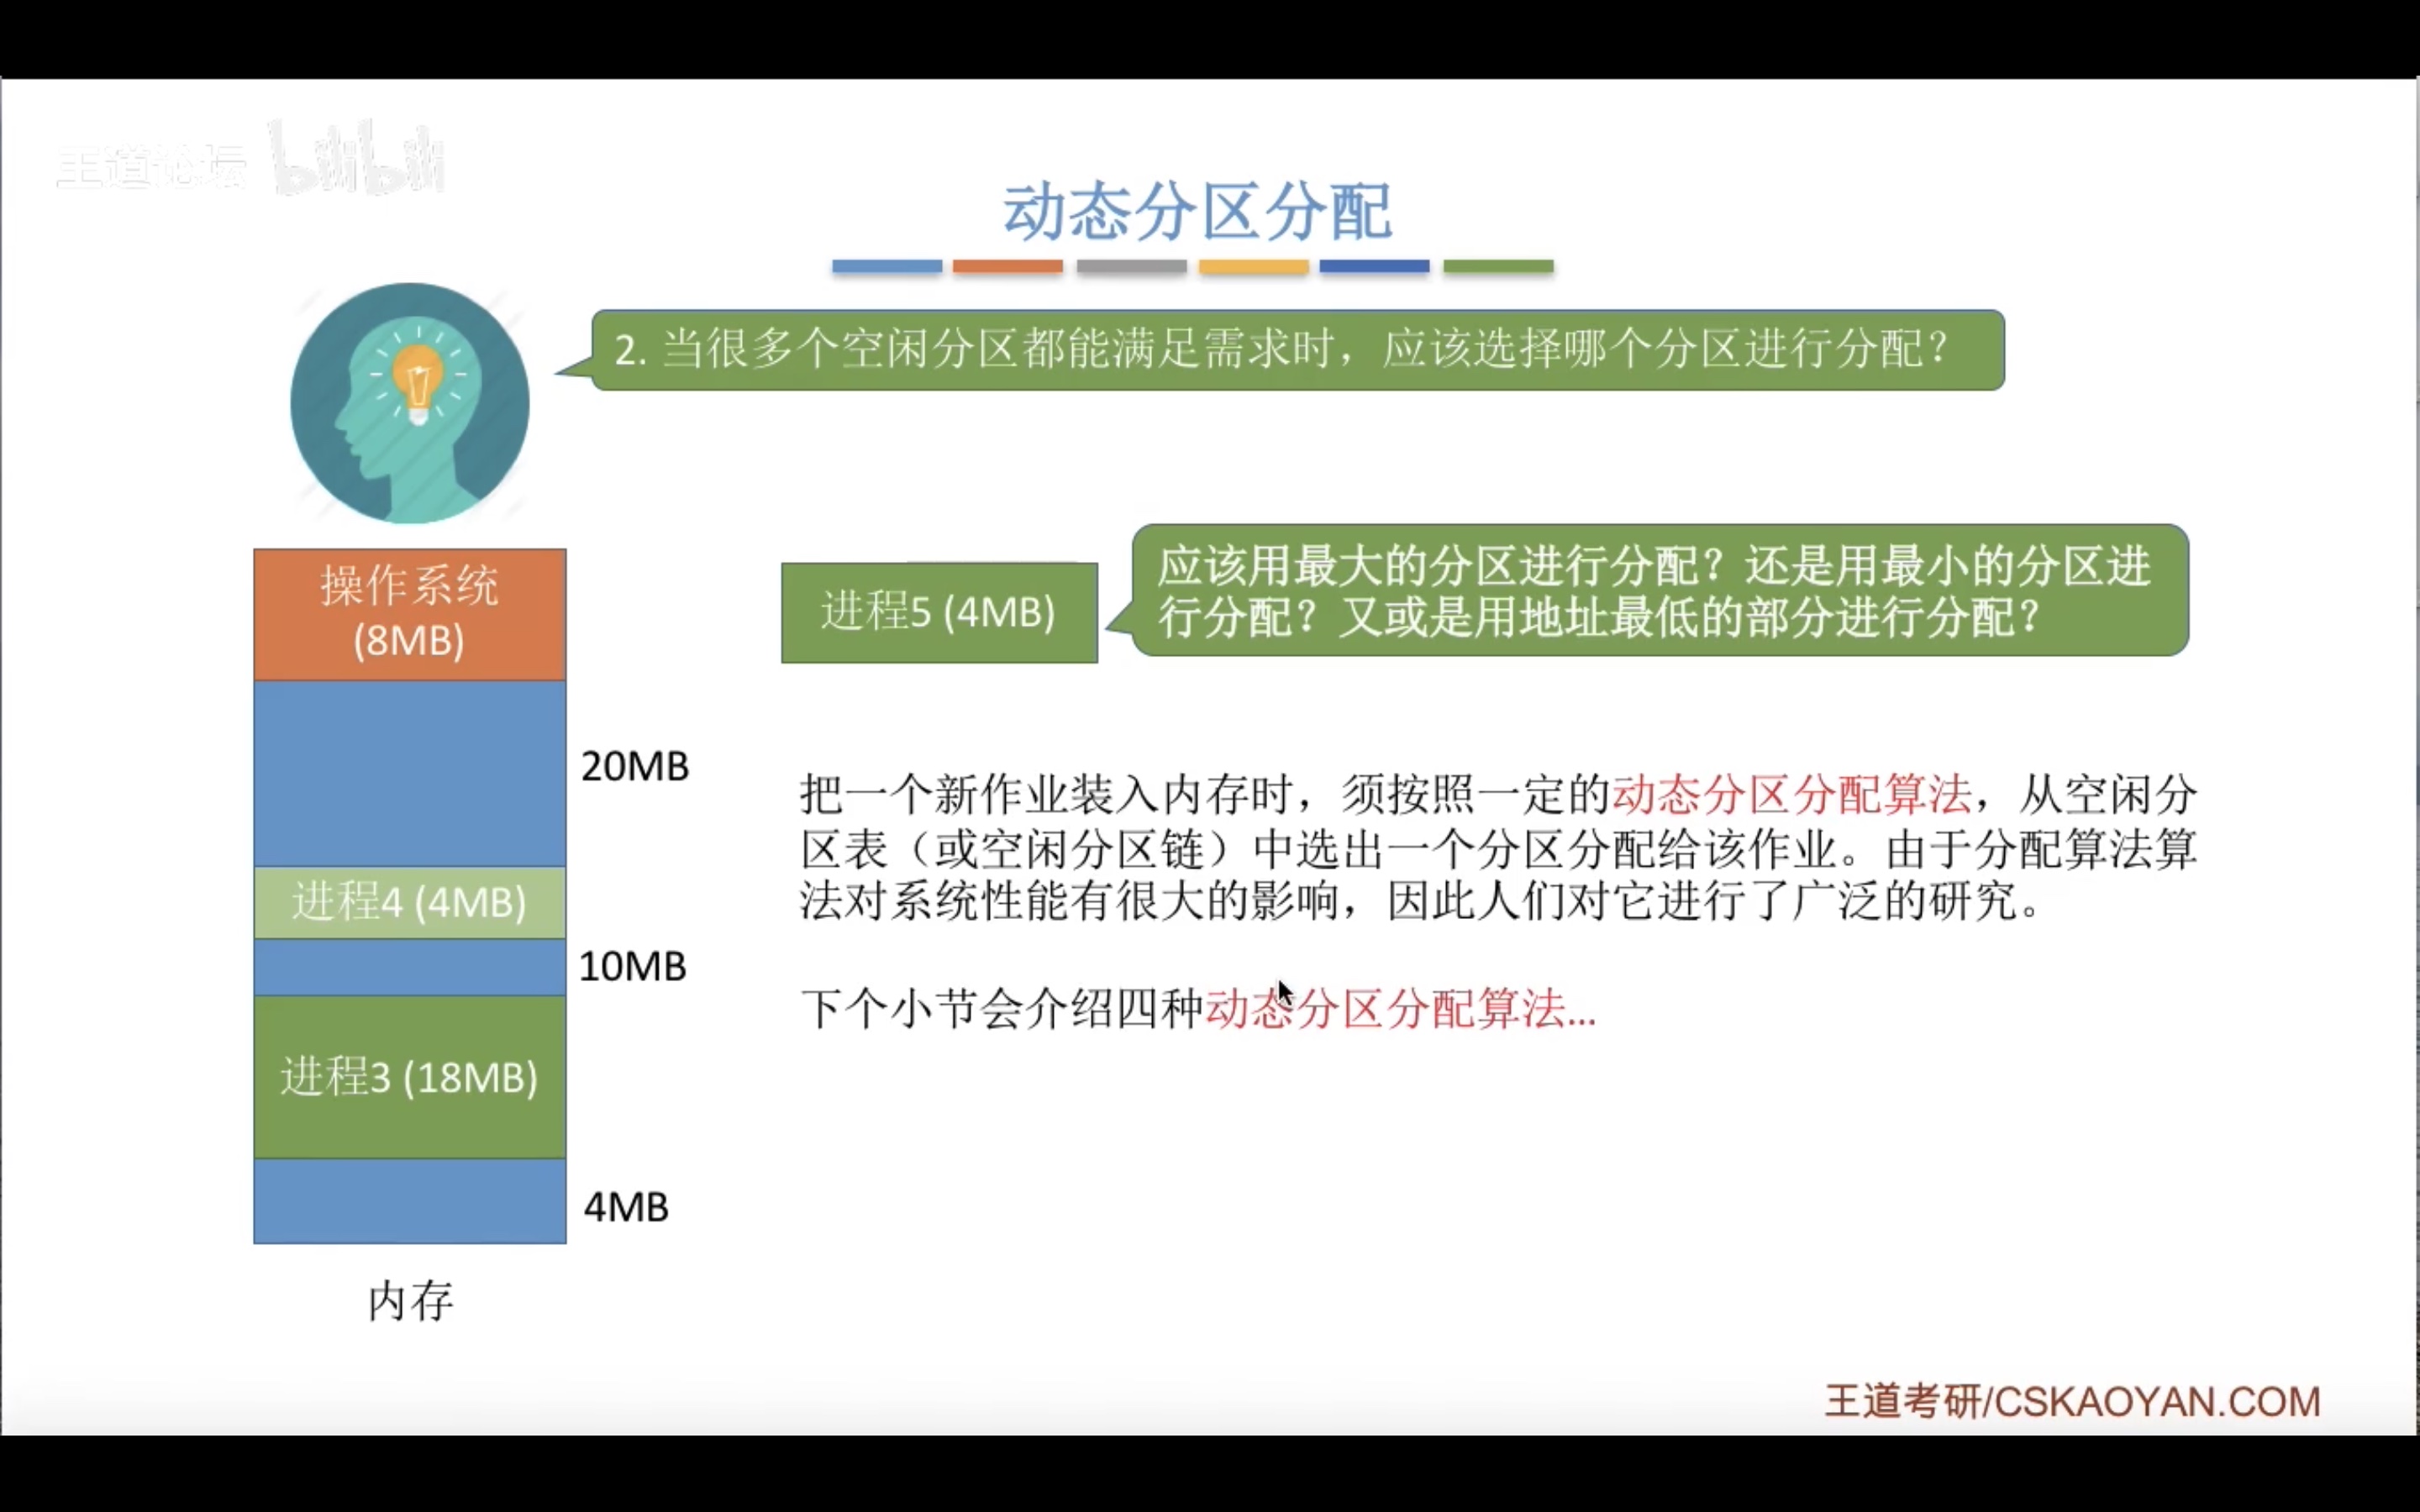 王道论坛 bilibili
动态分区分配
2. 当很多个空闲分区都能满足需求时，应该选择哪个分区进行分配？
操作系统
(8MB)
20MB
进程4 (4MB)
10MB
进程3 (18MB)
4MB
内存
进程5 (4MB)
应该用最大的分区进行分配？还是用最小的分区进
行分配？又或是用地址最低的部分进行分配？
把一个新作业装入内存时，须按照一定的动态分区分配算法，从空闲分
区表（或空闲分区链）中选出一个分区分配给该作业。由于分配算法算
法对系统性能有很大的影响，因此人们对它进行了广泛的研究。
下个小节会介绍四种动态分区分配算法...
王道考研/CSKAOYAN.COM